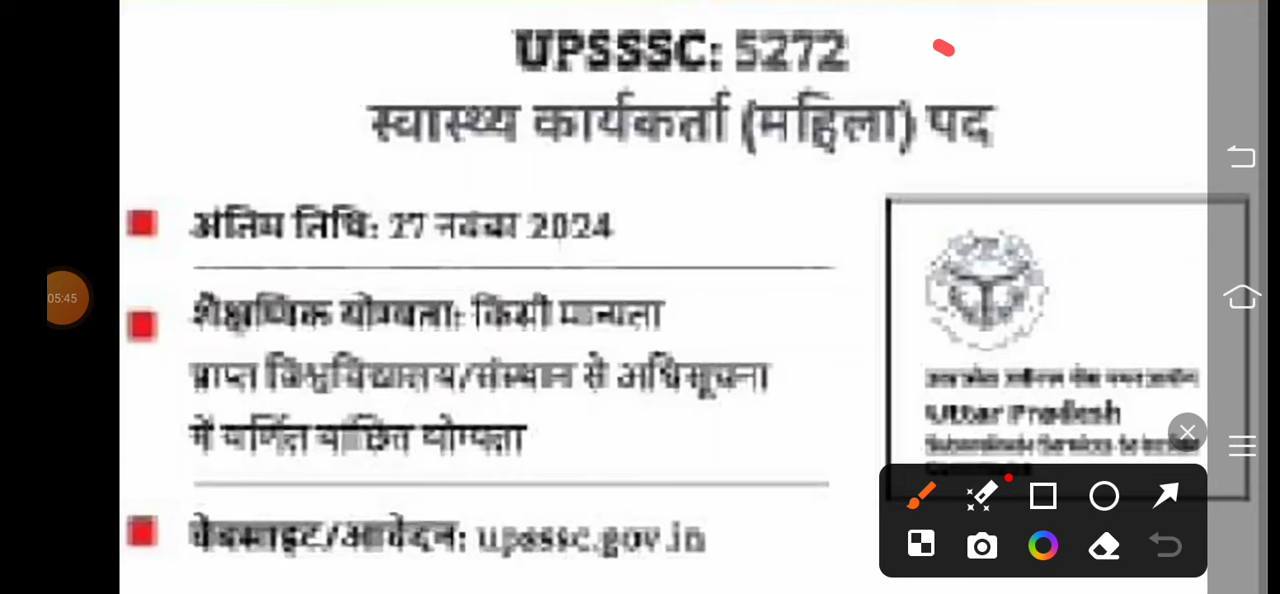 UPSSSC: 5272
स्वास्थ्य कार्यकर्ता (महिला) पद
अंतिम तिथि: 27 नवंबर 2024
शैक्षणिक योग्यता: किसी मान्यता
प्राप्त विश्वविद्यालय/संस्थान से अधिसूचना
में वर्णित वांछित योग्यता
वेबसाइट/आवेदन: upsssc.gov.in
Uttar Pradesh
05:45